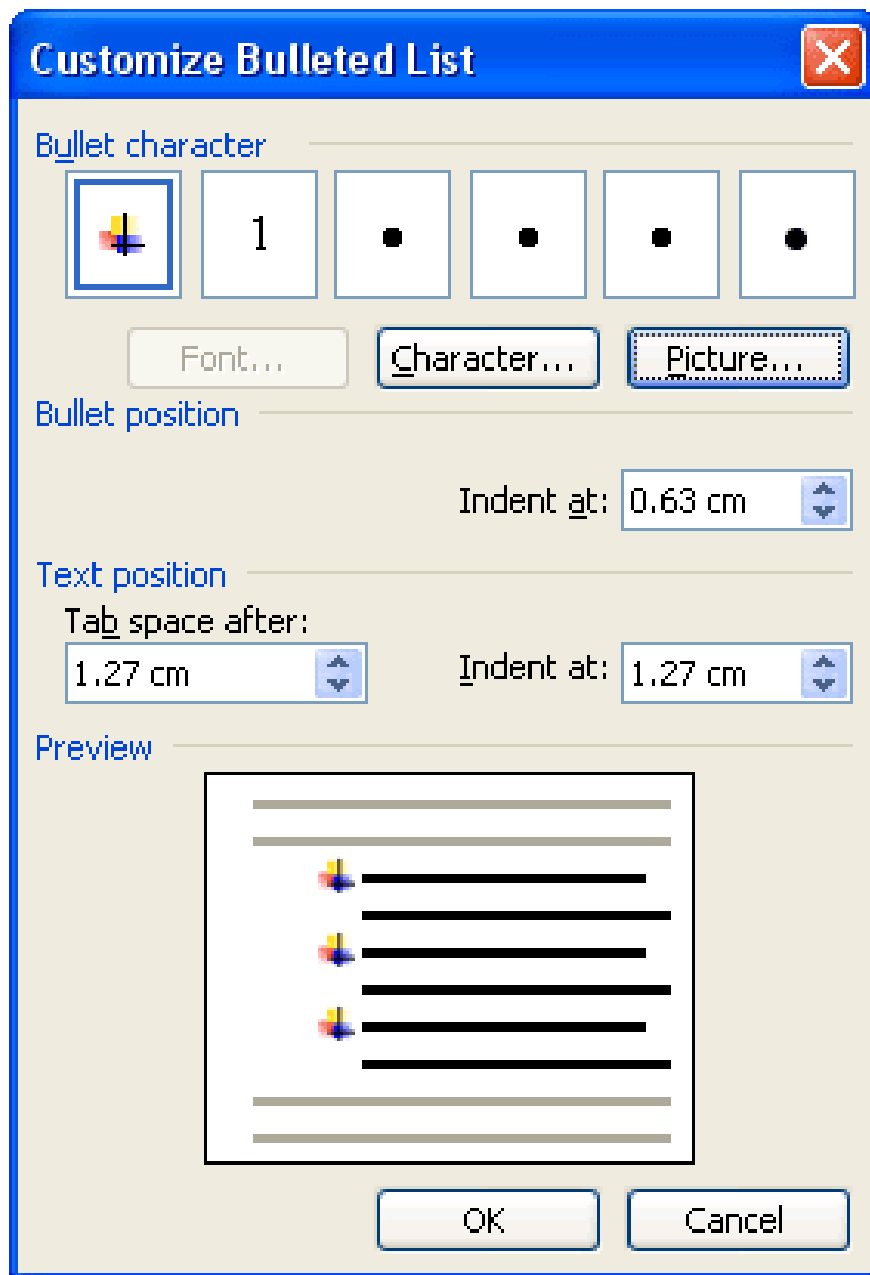 Customize Bulleted List
Bullet character
1
Font... Character... Picture...
Bullet position
Indent at: 0.63 cm
Text position
Tab space after:
1.27 cm Indent at: 1.27 cm
Preview
OK Cancel